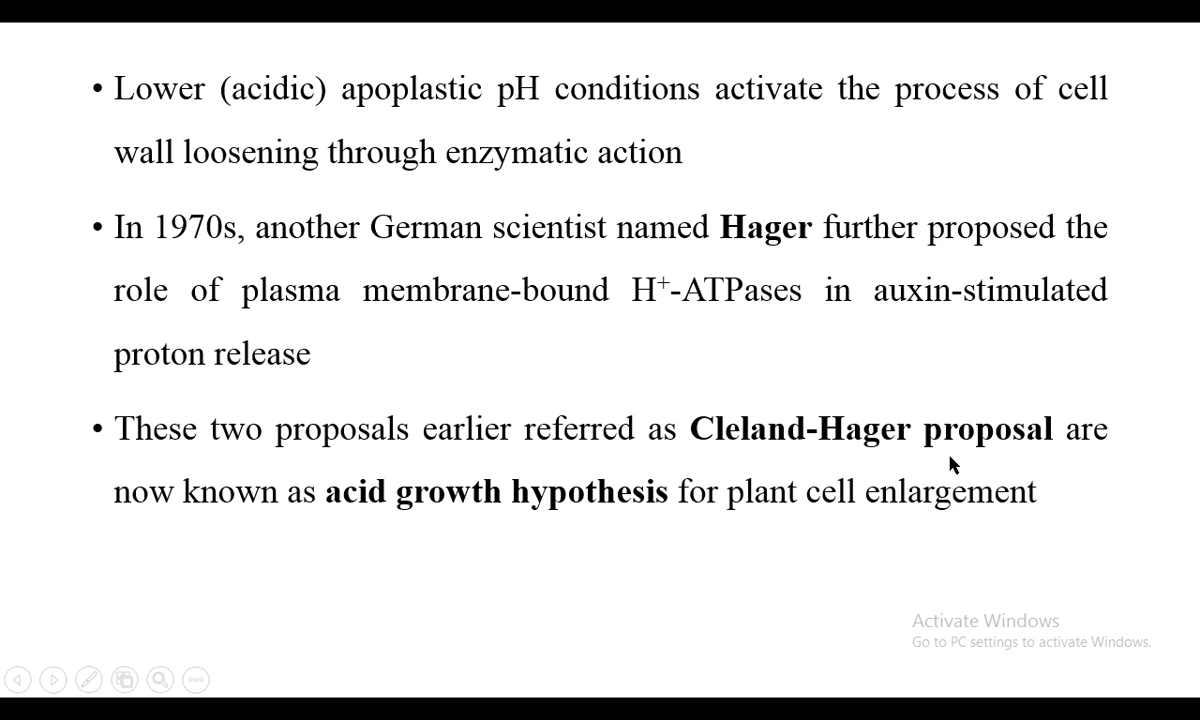 • Lower (acidic) apoplastic pH conditions activate the process of cell
wall loosening through enzymatic action
• In 1970s, another German scientist named Hager further proposed the
role of plasma membrane-bound H⁺-ATPases in auxin-stimulated
proton release
• These two proposals earlier referred as Cleland-Hager proposal are
now known as acid growth hypothesis for plant cell enlargement
Activate Windows
Go to PC settings to activate Windows.